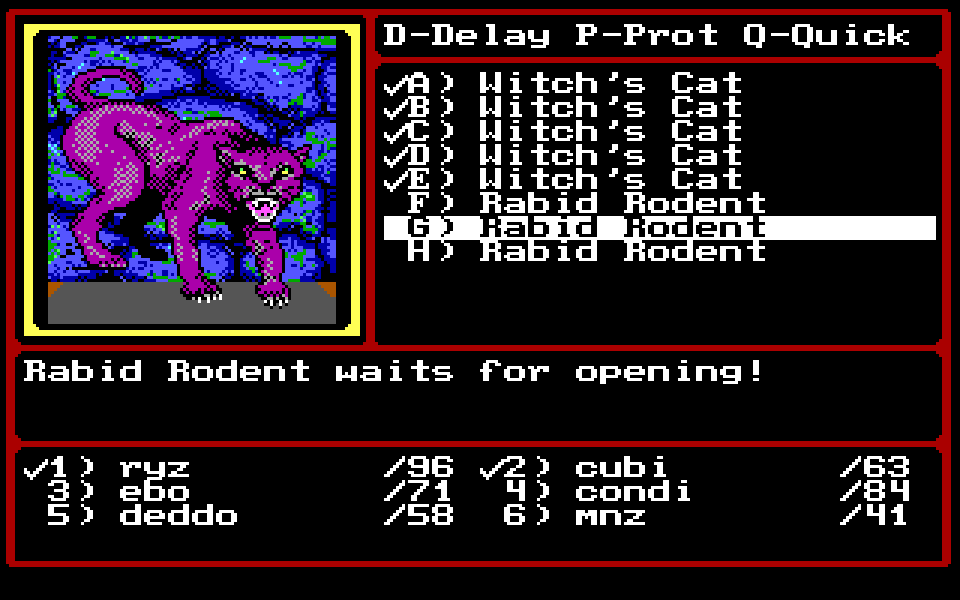 D-Delay P-Prot Q-Quick
✓A) Witch's Cat
✓B) Witch's Cat
✓C) Witch's Cat
✓D) Witch's Cat
✓E) Witch's Cat
F) Rabid Rodent
G) Rabid Rodent
H) Rabid Rodent
Rabid Rodent waits for opening!
✓1) ryz /96 ✓2) cubi /63
3) ebo /71 4) condi /84
5) deddo /58 6) mnz /41